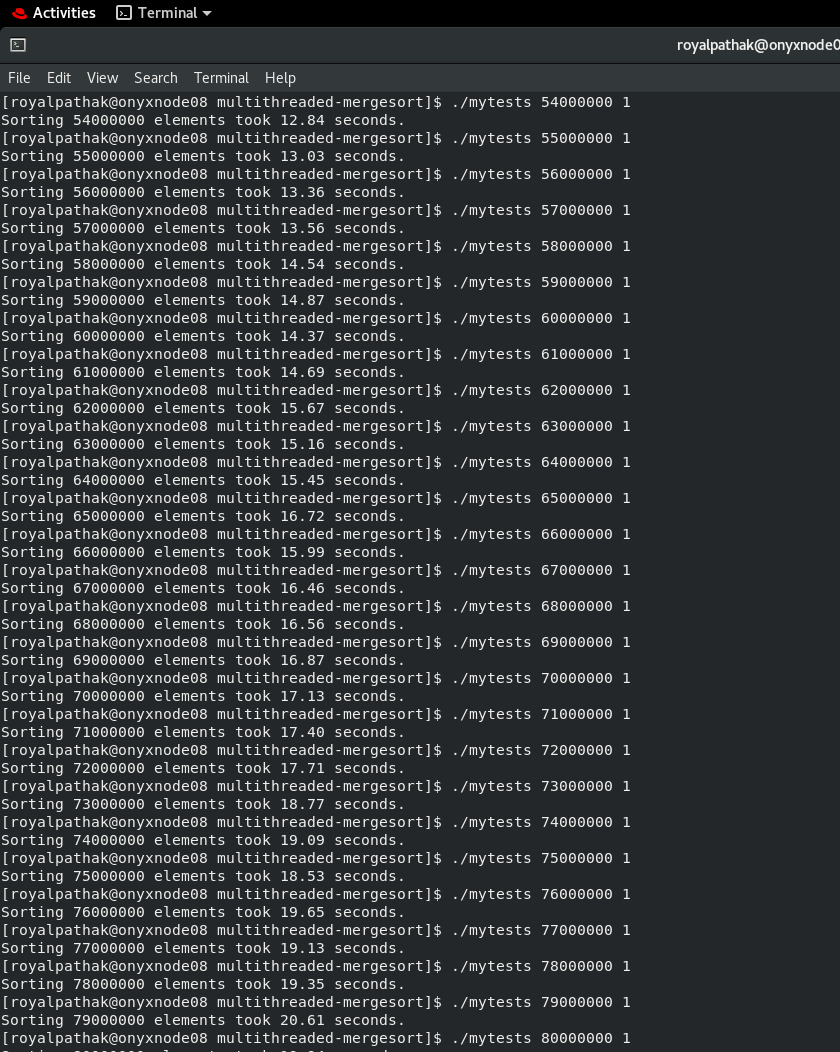 Activities Terminal
royalpathak@onyxnode0
File Edit View Search Terminal Help
[royalpathak@onyxnode08 multithreaded-mergesort]$ ./mytests 54000000 1
Sorting 54000000 elements took 12.84 seconds.
[royalpathak@onyxnode08 multithreaded-mergesort]$ ./mytests 55000000 1
Sorting 55000000 elements took 13.03 seconds.
[royalpathak@onyxnode08 multithreaded-mergesort]$ ./mytests 56000000 1
Sorting 56000000 elements took 13.36 seconds.
[royalpathak@onyxnode08 multithreaded-mergesort]$ ./mytests 57000000 1
Sorting 57000000 elements took 13.56 seconds.
[royalpathak@onyxnode08 multithreaded-mergesort]$ ./mytests 58000000 1
Sorting 58000000 elements took 14.54 seconds.
[royalpathak@onyxnode08 multithreaded-mergesort]$ ./mytests 59000000 1
Sorting 59000000 elements took 14.87 seconds.
[royalpathak@onyxnode08 multithreaded-mergesort]$ ./mytests 60000000 1
Sorting 60000000 elements took 14.37 seconds.
[royalpathak@onyxnode08 multithreaded-mergesort]$ ./mytests 61000000 1
Sorting 61000000 elements took 14.69 seconds.
[royalpathak@onyxnode08 multithreaded-mergesort]$ ./mytests 62000000 1
Sorting 62000000 elements took 15.67 seconds.
[royalpathak@onyxnode08 multithreaded-mergesort]$ ./mytests 63000000 1
Sorting 63000000 elements took 15.16 seconds.
[royalpathak@onyxnode08 multithreaded-mergesort]$ ./mytests 64000000 1
Sorting 64000000 elements took 15.45 seconds.
[royalpathak@onyxnode08 multithreaded-mergesort]$ ./mytests 65000000 1
Sorting 65000000 elements took 16.72 seconds.
[royalpathak@onyxnode08 multithreaded-mergesort]$ ./mytests 66000000 1
Sorting 66000000 elements took 15.99 seconds.
[royalpathak@onyxnode08 multithreaded-mergesort]$ ./mytests 67000000 1
Sorting 67000000 elements took 16.46 seconds.
[royalpathak@onyxnode08 multithreaded-mergesort]$ ./mytests 68000000 1
Sorting 68000000 elements took 16.56 seconds.
[royalpathak@onyxnode08 multithreaded-mergesort]$ ./mytests 69000000 1
Sorting 69000000 elements took 16.87 seconds.
[royalpathak@onyxnode08 multithreaded-mergesort]$ ./mytests 70000000 1
Sorting 70000000 elements took 17.13 seconds.
[royalpathak@onyxnode08 multithreaded-mergesort]$ ./mytests 71000000 1
Sorting 71000000 elements took 17.40 seconds.
[royalpathak@onyxnode08 multithreaded-mergesort]$ ./mytests 72000000 1
Sorting 72000000 elements took 17.71 seconds.
[royalpathak@onyxnode08 multithreaded-mergesort]$ ./mytests 73000000 1
Sorting 73000000 elements took 18.77 seconds.
[royalpathak@onyxnode08 multithreaded-mergesort]$ ./mytests 74000000 1
Sorting 74000000 elements took 19.09 seconds.
[royalpathak@onyxnode08 multithreaded-mergesort]$ ./mytests 75000000 1
Sorting 75000000 elements took 18.53 seconds.
[royalpathak@onyxnode08 multithreaded-mergesort]$ ./mytests 76000000 1
Sorting 76000000 elements took 19.65 seconds.
[royalpathak@onyxnode08 multithreaded-mergesort]$ ./mytests 77000000 1
Sorting 77000000 elements took 19.13 seconds.
[royalpathak@onyxnode08 multithreaded-mergesort]$ ./mytests 78000000 1
Sorting 78000000 elements took 19.35 seconds.
[royalpathak@onyxnode08 multithreaded-mergesort]$ ./mytests 79000000 1
Sorting 79000000 elements took 20.61 seconds.
[royalpathak@onyxnode08 multithreaded-mergesort]$ ./mytests 80000000 1